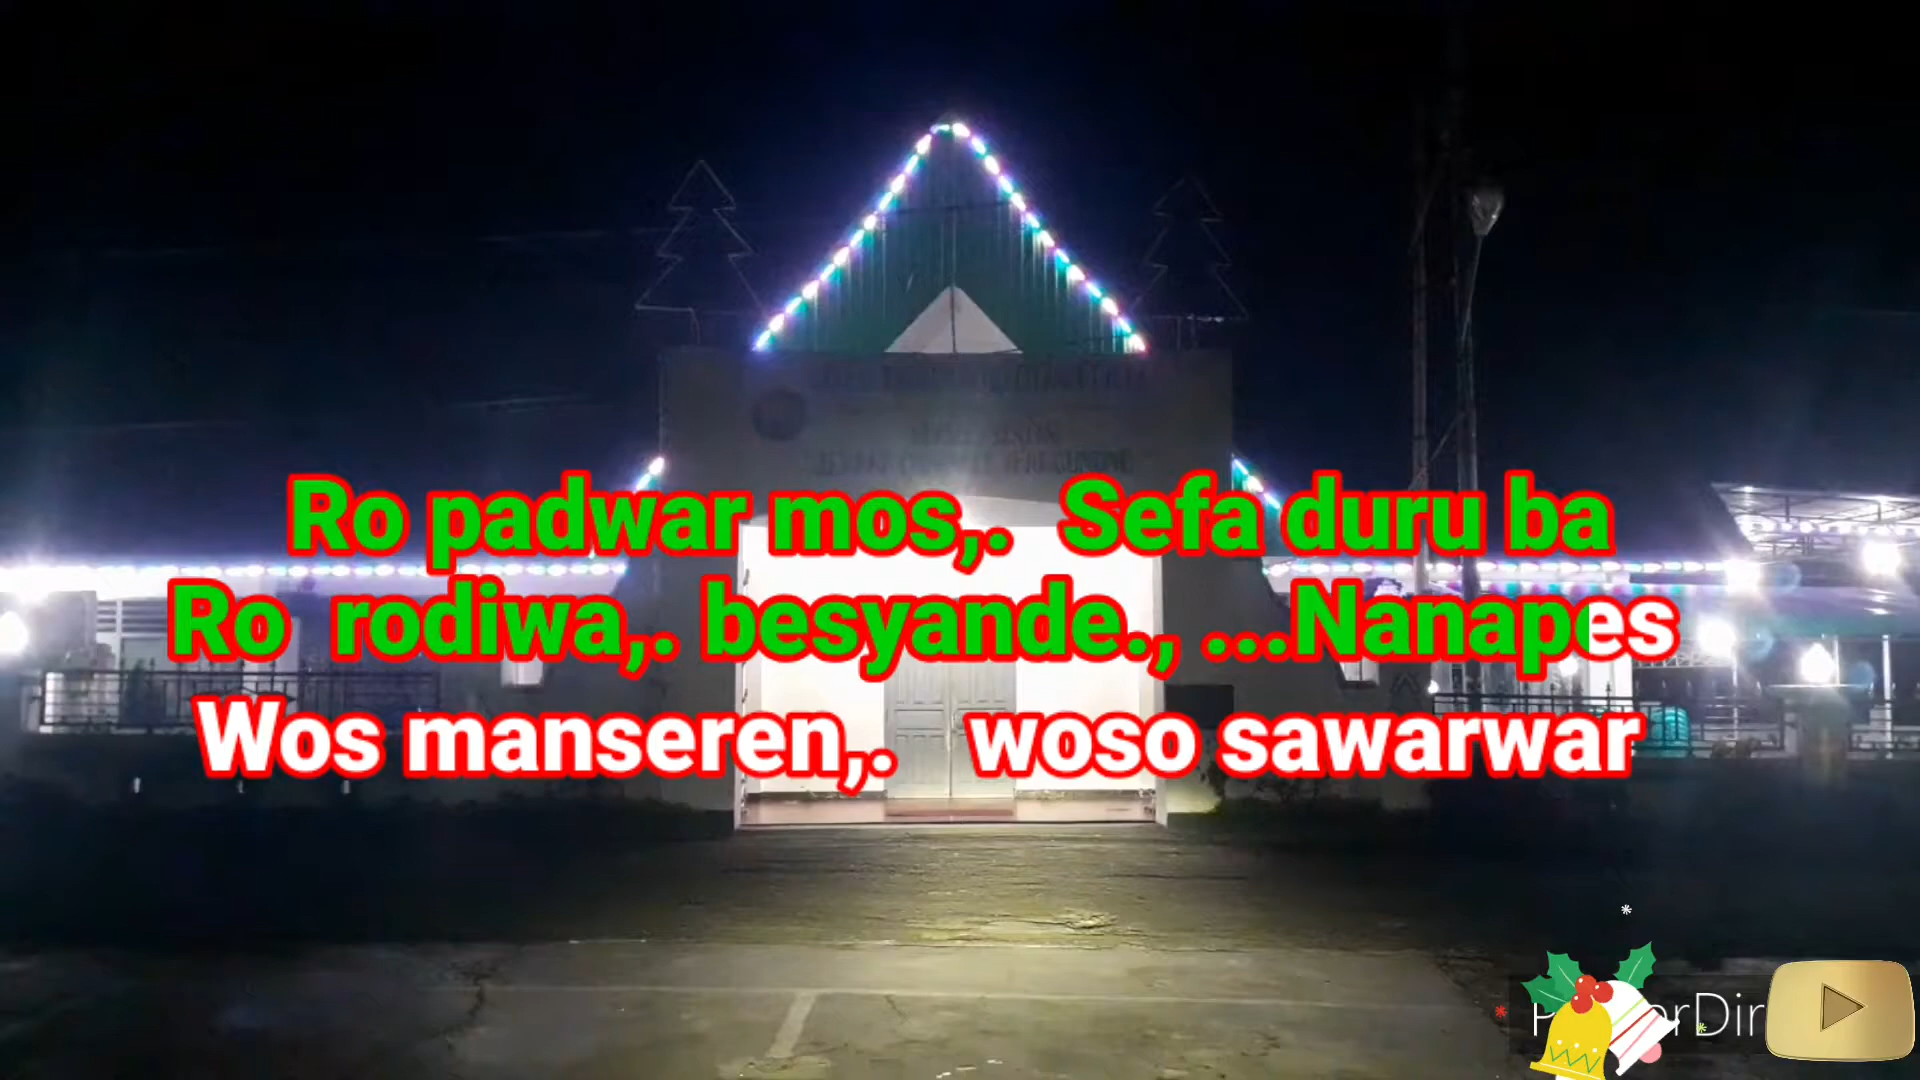 Ro padwar mos,. Sefa duru ba
Ro rodiwa,. besyande., ...Nanapes
Wos manseren,. woso sawarwar